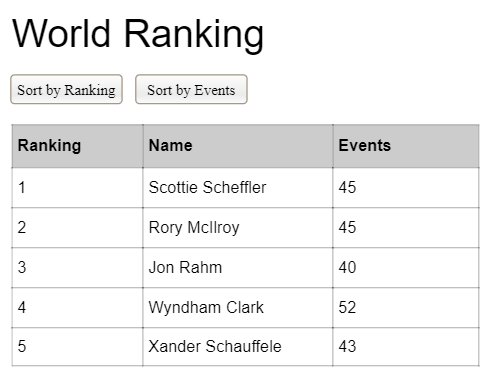 World Ranking
Sort by Ranking Sort by Events
Ranking Name Events
1 Scottie Scheffler 45
2 Rory McIlroy 45
3 Jon Rahm 40
4 Wyndham Clark 52
5 Xander Schauffele 43